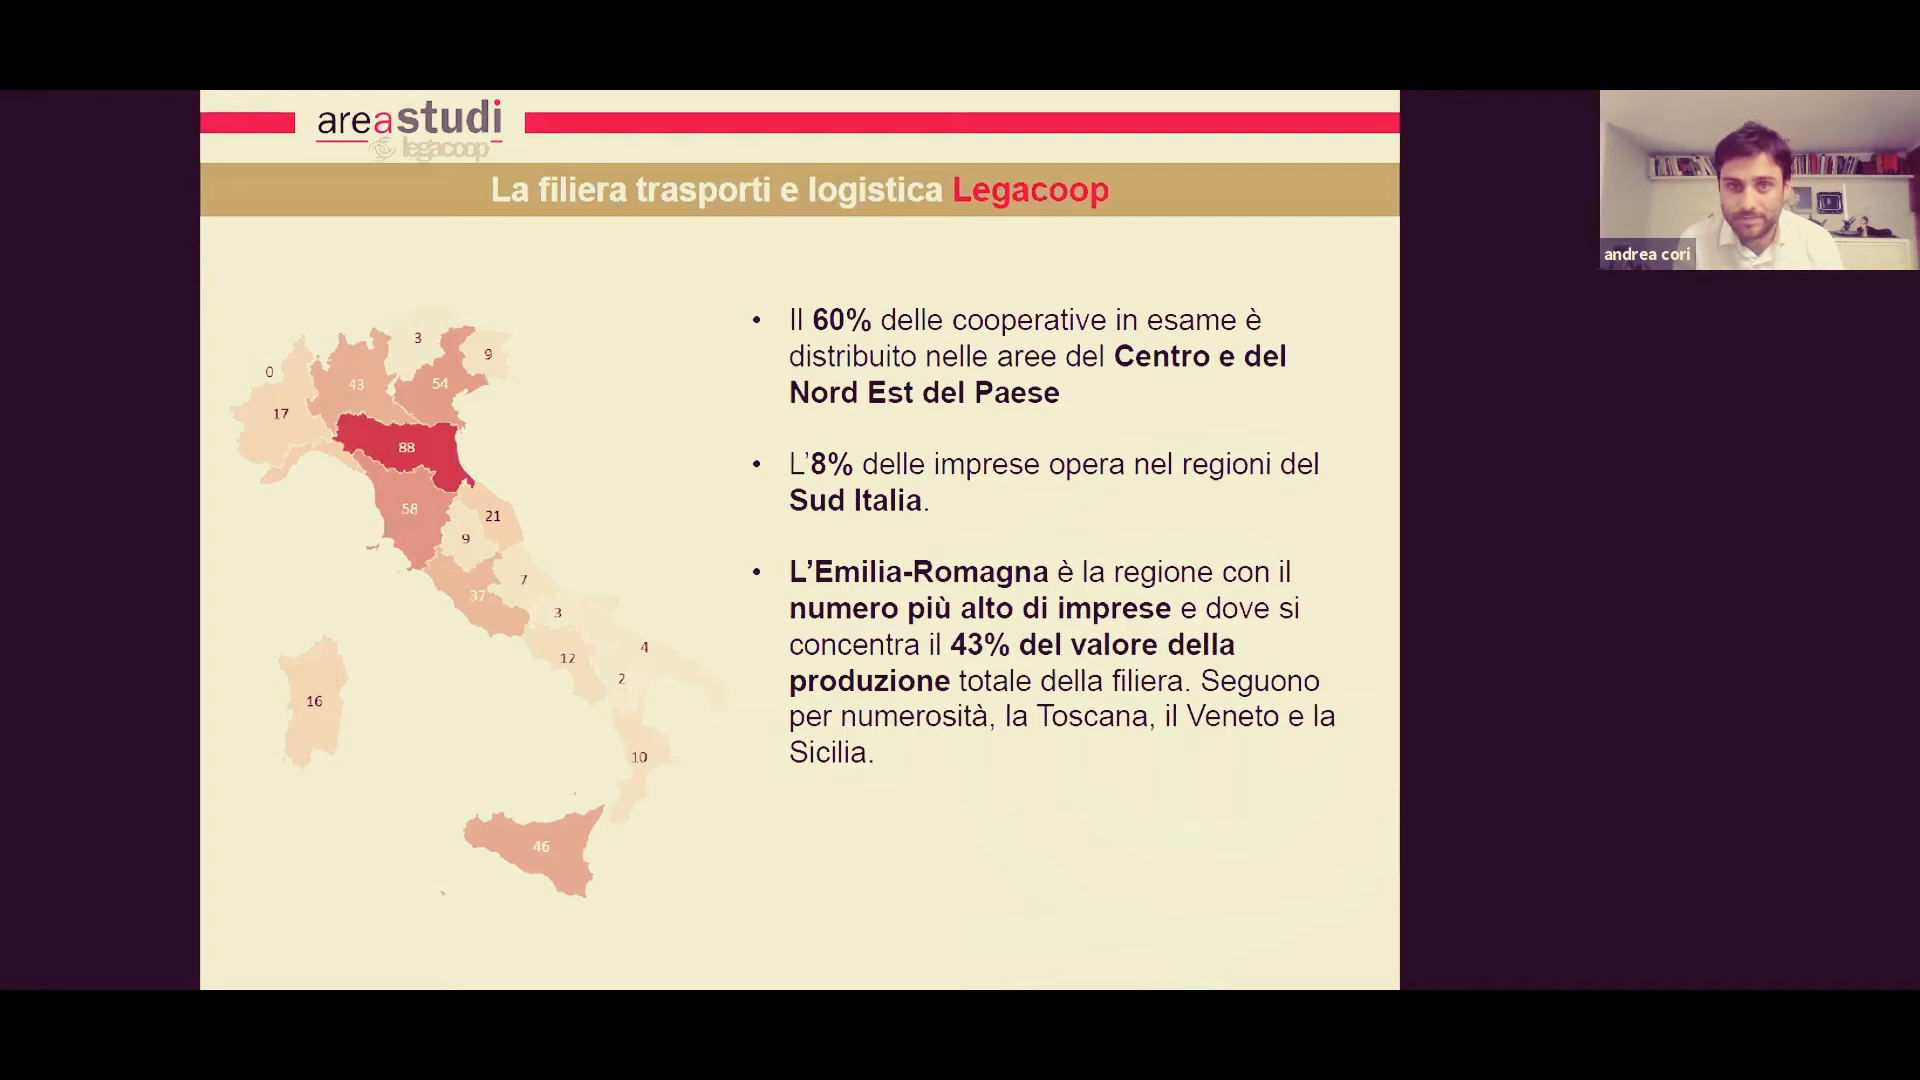 areastudi
legacoop
La filiera trasporti e logistica Legacoop
andrea cori
3
9
0
43
54
17
88
58
21
9
7
37
3
4
12
2
16
10
46
• Il 60% delle cooperative in esame è
distribuito nelle aree del Centro e del
Nord Est del Paese
• L’8% delle imprese opera nel regioni del
Sud Italia.
• L’Emilia-Romagna è la regione con il
numero più alto di imprese e dove si
concentra il 43% del valore della
produzione totale della filiera. Seguono
per numerosità, la Toscana, il Veneto e la
Sicilia.